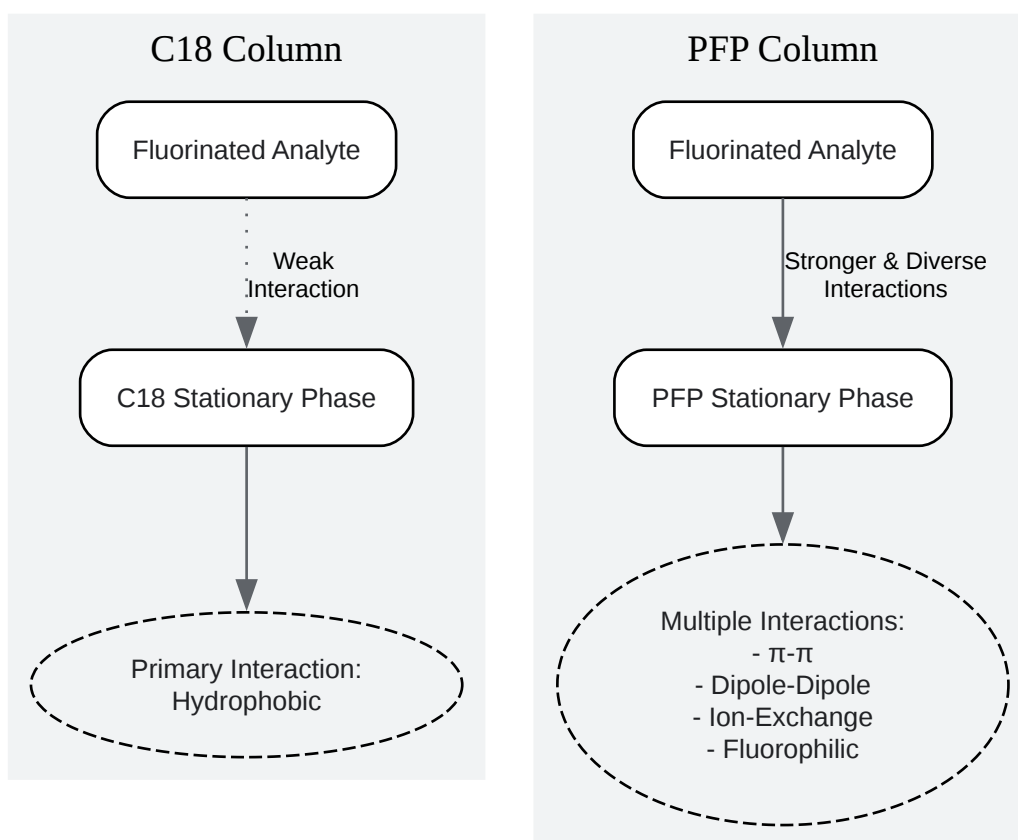 C18 Column
Fluorinated Analyte
Weak
Interaction
C18 Stationary Phase
Primary Interaction:
Hydrophobic
PFP Column
Fluorinated Analyte
Stronger & Diverse
Interactions
PFP Stationary Phase
Multiple Interactions:
- π-π
- Dipole-Dipole
- Ion-Exchange
- Fluorophilic